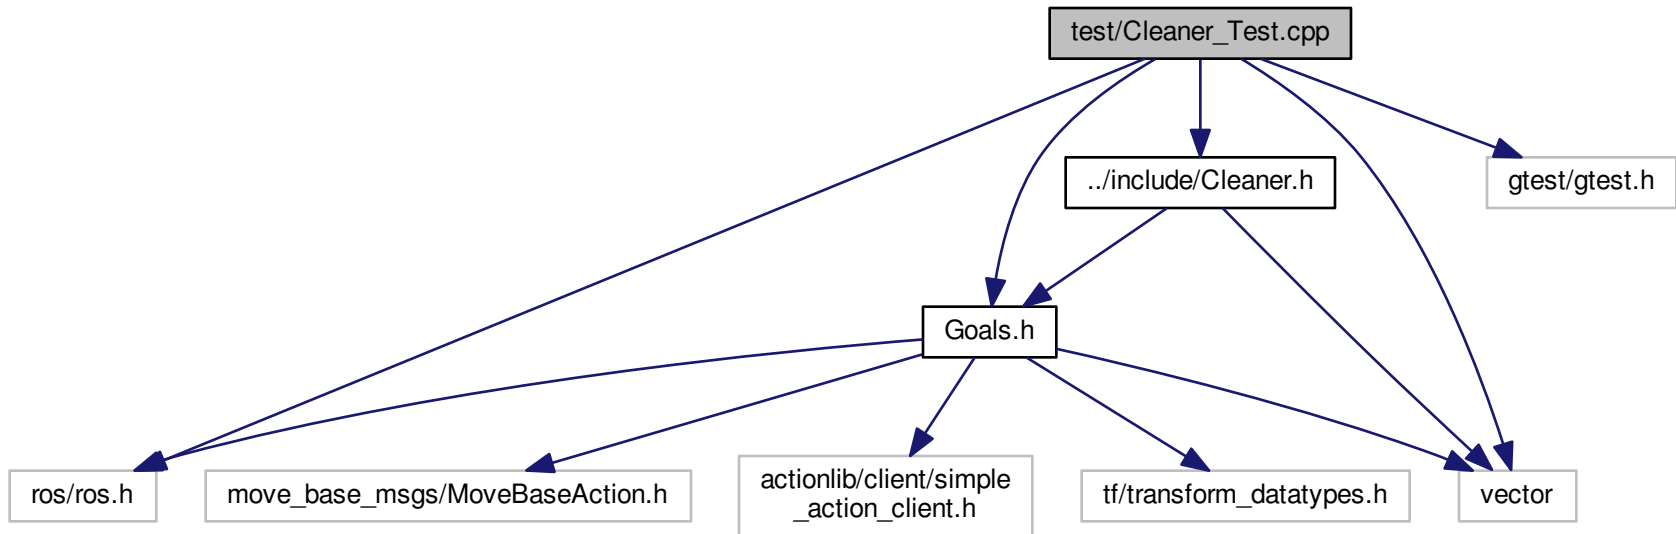 test/Cleaner_Test.cpp
../include/Cleaner.h
gtest/gtest.h
Goals.h
ros/ros.h
move_base_msgs/MoveBaseAction.h
actionlib/client/simple
_action_client.h
tf/transform_datatypes.h
vector